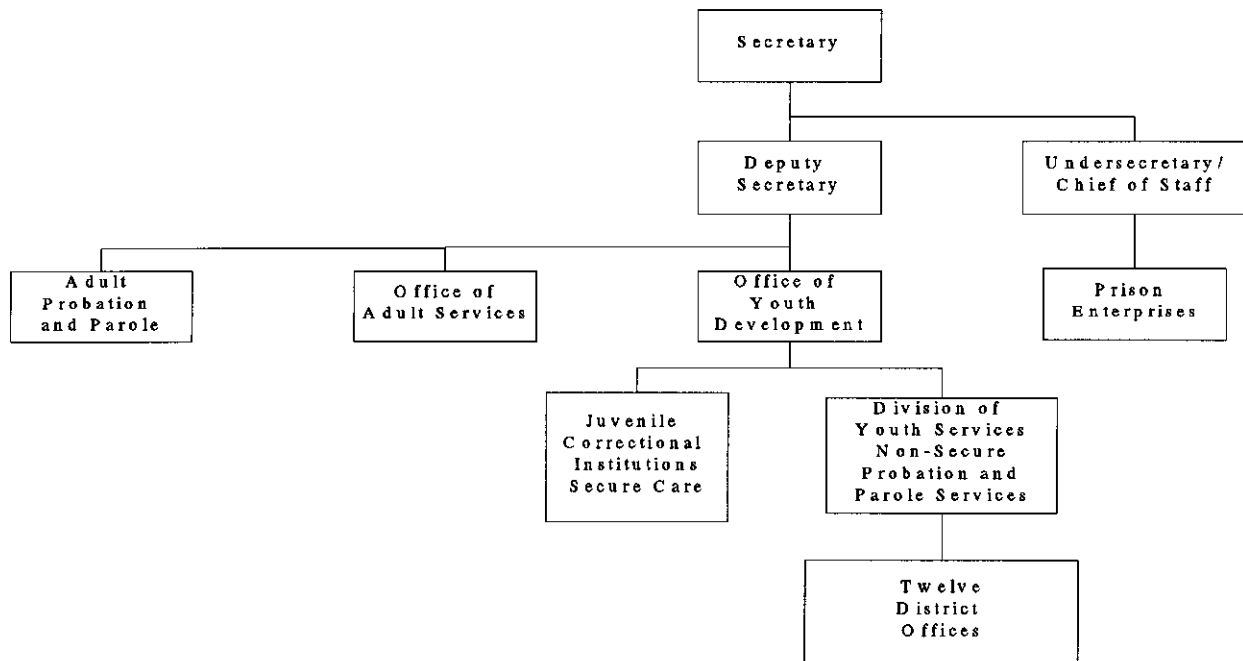 Secretary
Deputy
Secretary
Undersecretary/
Chief of Staff
Adult
Probation
and Parole
Office of
Adult Services
Office of
Youth
Development
Prison
Enterprises
Juvenile
Correctional
Institutions
Secure Care
Division of
Youth Services
Non-Secure
Probation and
Parole Services
Twelve
District
Offices